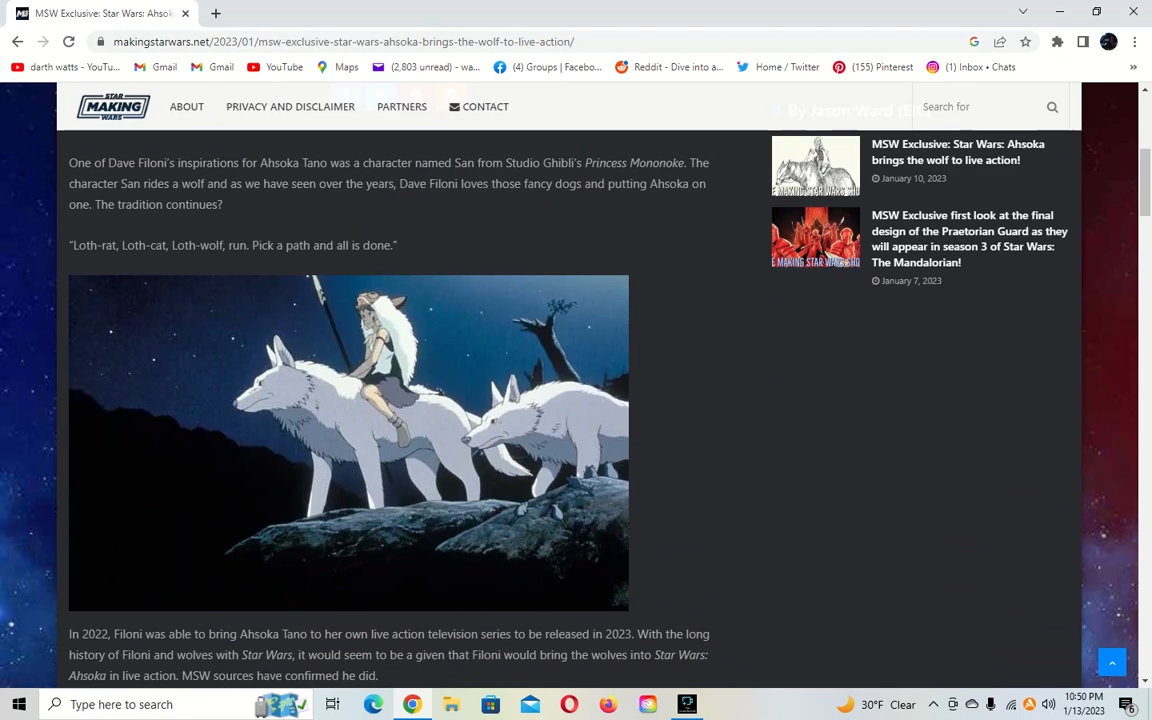 MSW Exclusive: Star Wars: Ahsok
makingstarwars.net/2023/01/msw-exclusive-star-wars-ahsoka-brings-the-wolf-to-live-action/
darth watts - YouTu...
Gmail
Gmail
YouTube
Maps
(2,803 unread) - wa...
(4) Groups | Facebo...
Reddit - Dive into a...
Home / Twitter
(155) Pinterest
(1) Inbox • Chats
»
STAR MAKING WARS
ABOUT
PRIVACY AND DISCLAIMER
PARTNERS
CONTACT
By Jason Ward (EIC)
Search for
One of Dave Filoni's inspirations for Ahsoka Tano was a character named San from Studio Ghibli's Princess Mononoke. The
character San rides a wolf and as we have seen over the years, Dave Filoni loves those fancy dogs and putting Ahsoka on
one. The tradition continues?
"Loth-rat, Loth-cat, Loth-wolf, run. Pick a path and all is done."
In 2022, Filoni was able to bring Ahsoka Tano to her own live action television series to be released in 2023. With the long
history of Filoni and wolves with Star Wars, it would seem to be a given that Filoni would bring the wolves into Star Wars:
Ahsoka in live action. MSW sources have confirmed he did.
E MAKING STAR WARS SHO
MSW Exclusive: Star Wars: Ahsoka
brings the wolf to live action!
January 10, 2023
E MAKING STAR WARS SHO
MSW Exclusive first look at the final
design of the Praetorian Guard as they
will appear in season 3 of Star Wars:
The Mandalorian!
January 7, 2023
Type here to search
30°F Clear
10:50 PM
1/13/2023
6